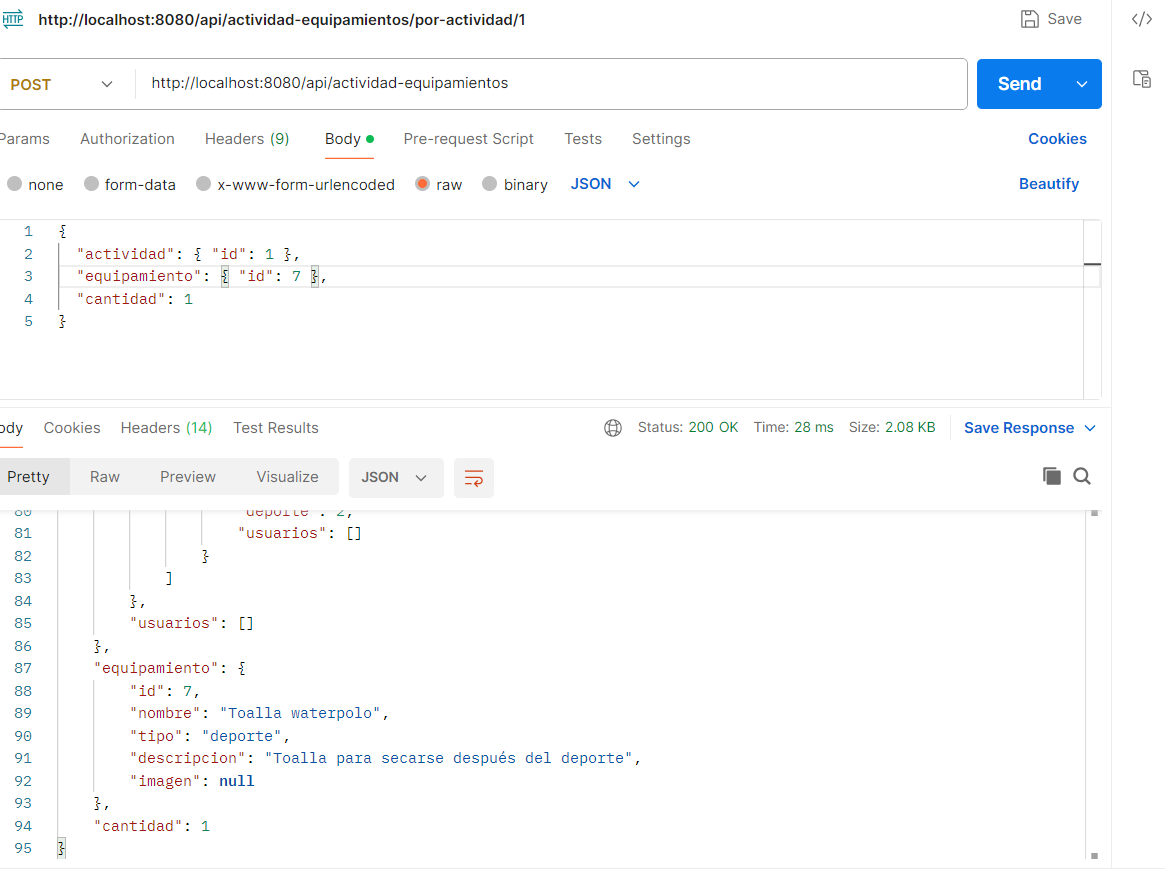 HTTP http://localhost:8080/api/actividad-equipamientos/por-actividad/1 Save </>
POST http://localhost:8080/api/actividad-equipamientos Send
Params Authorization Headers (9) Body Pre-request Script Tests Settings Cookies
none form-data x-www-form-urlencoded raw binary JSON Beautify
1 {
2 "actividad": { "id": 1 },
3 "equipamiento": { "id": 7 },
4 "cantidad": 1
5 }
ody Cookies Headers (14) Test Results Status: 200 OK Time: 28 ms Size: 2.08 KB Save Response
Pretty Raw Preview Visualize JSON
80 "deporte": 2,
81 "usuarios": []
82 }
83 ]
84 },
85 "usuarios": []
86 },
87 "equipamiento": {
88 "id": 7,
89 "nombre": "Toalla waterpolo",
90 "tipo": "deporte",
91 "descripcion": "Toalla para secarse después del deporte",
92 "imagen": null
93 },
94 "cantidad": 1
95 }